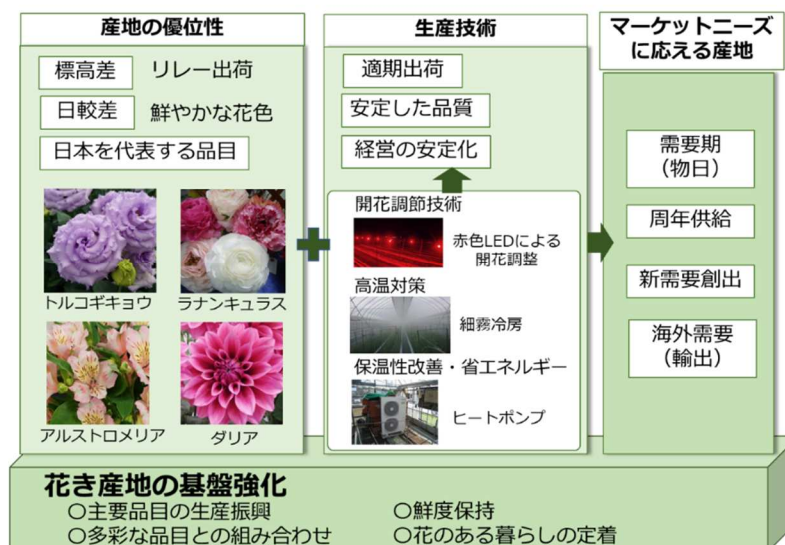 産地の優位性
標高差 リレー出荷
日較差 鮮やかな花色
日本を代表する品目
トルコギキョウ
ラナンキュラス
アルストロメリア
ダリア
生産技術
適期出荷
安定した品質
経営の安定化
開花調節技術
赤色LEDによる
開花調整
高温対策
細霧冷房
保温性改善・省エネルギー
ヒートポンプ
マーケットニーズ
に応える産地
需要期
（物日）
周年供給
新需要創出
海外需要
（輸出）
花き産地の基盤強化
○主要品目の生産振興
○多彩な品目との組み合わせ
○鮮度保持
○花のある暮らしの定着